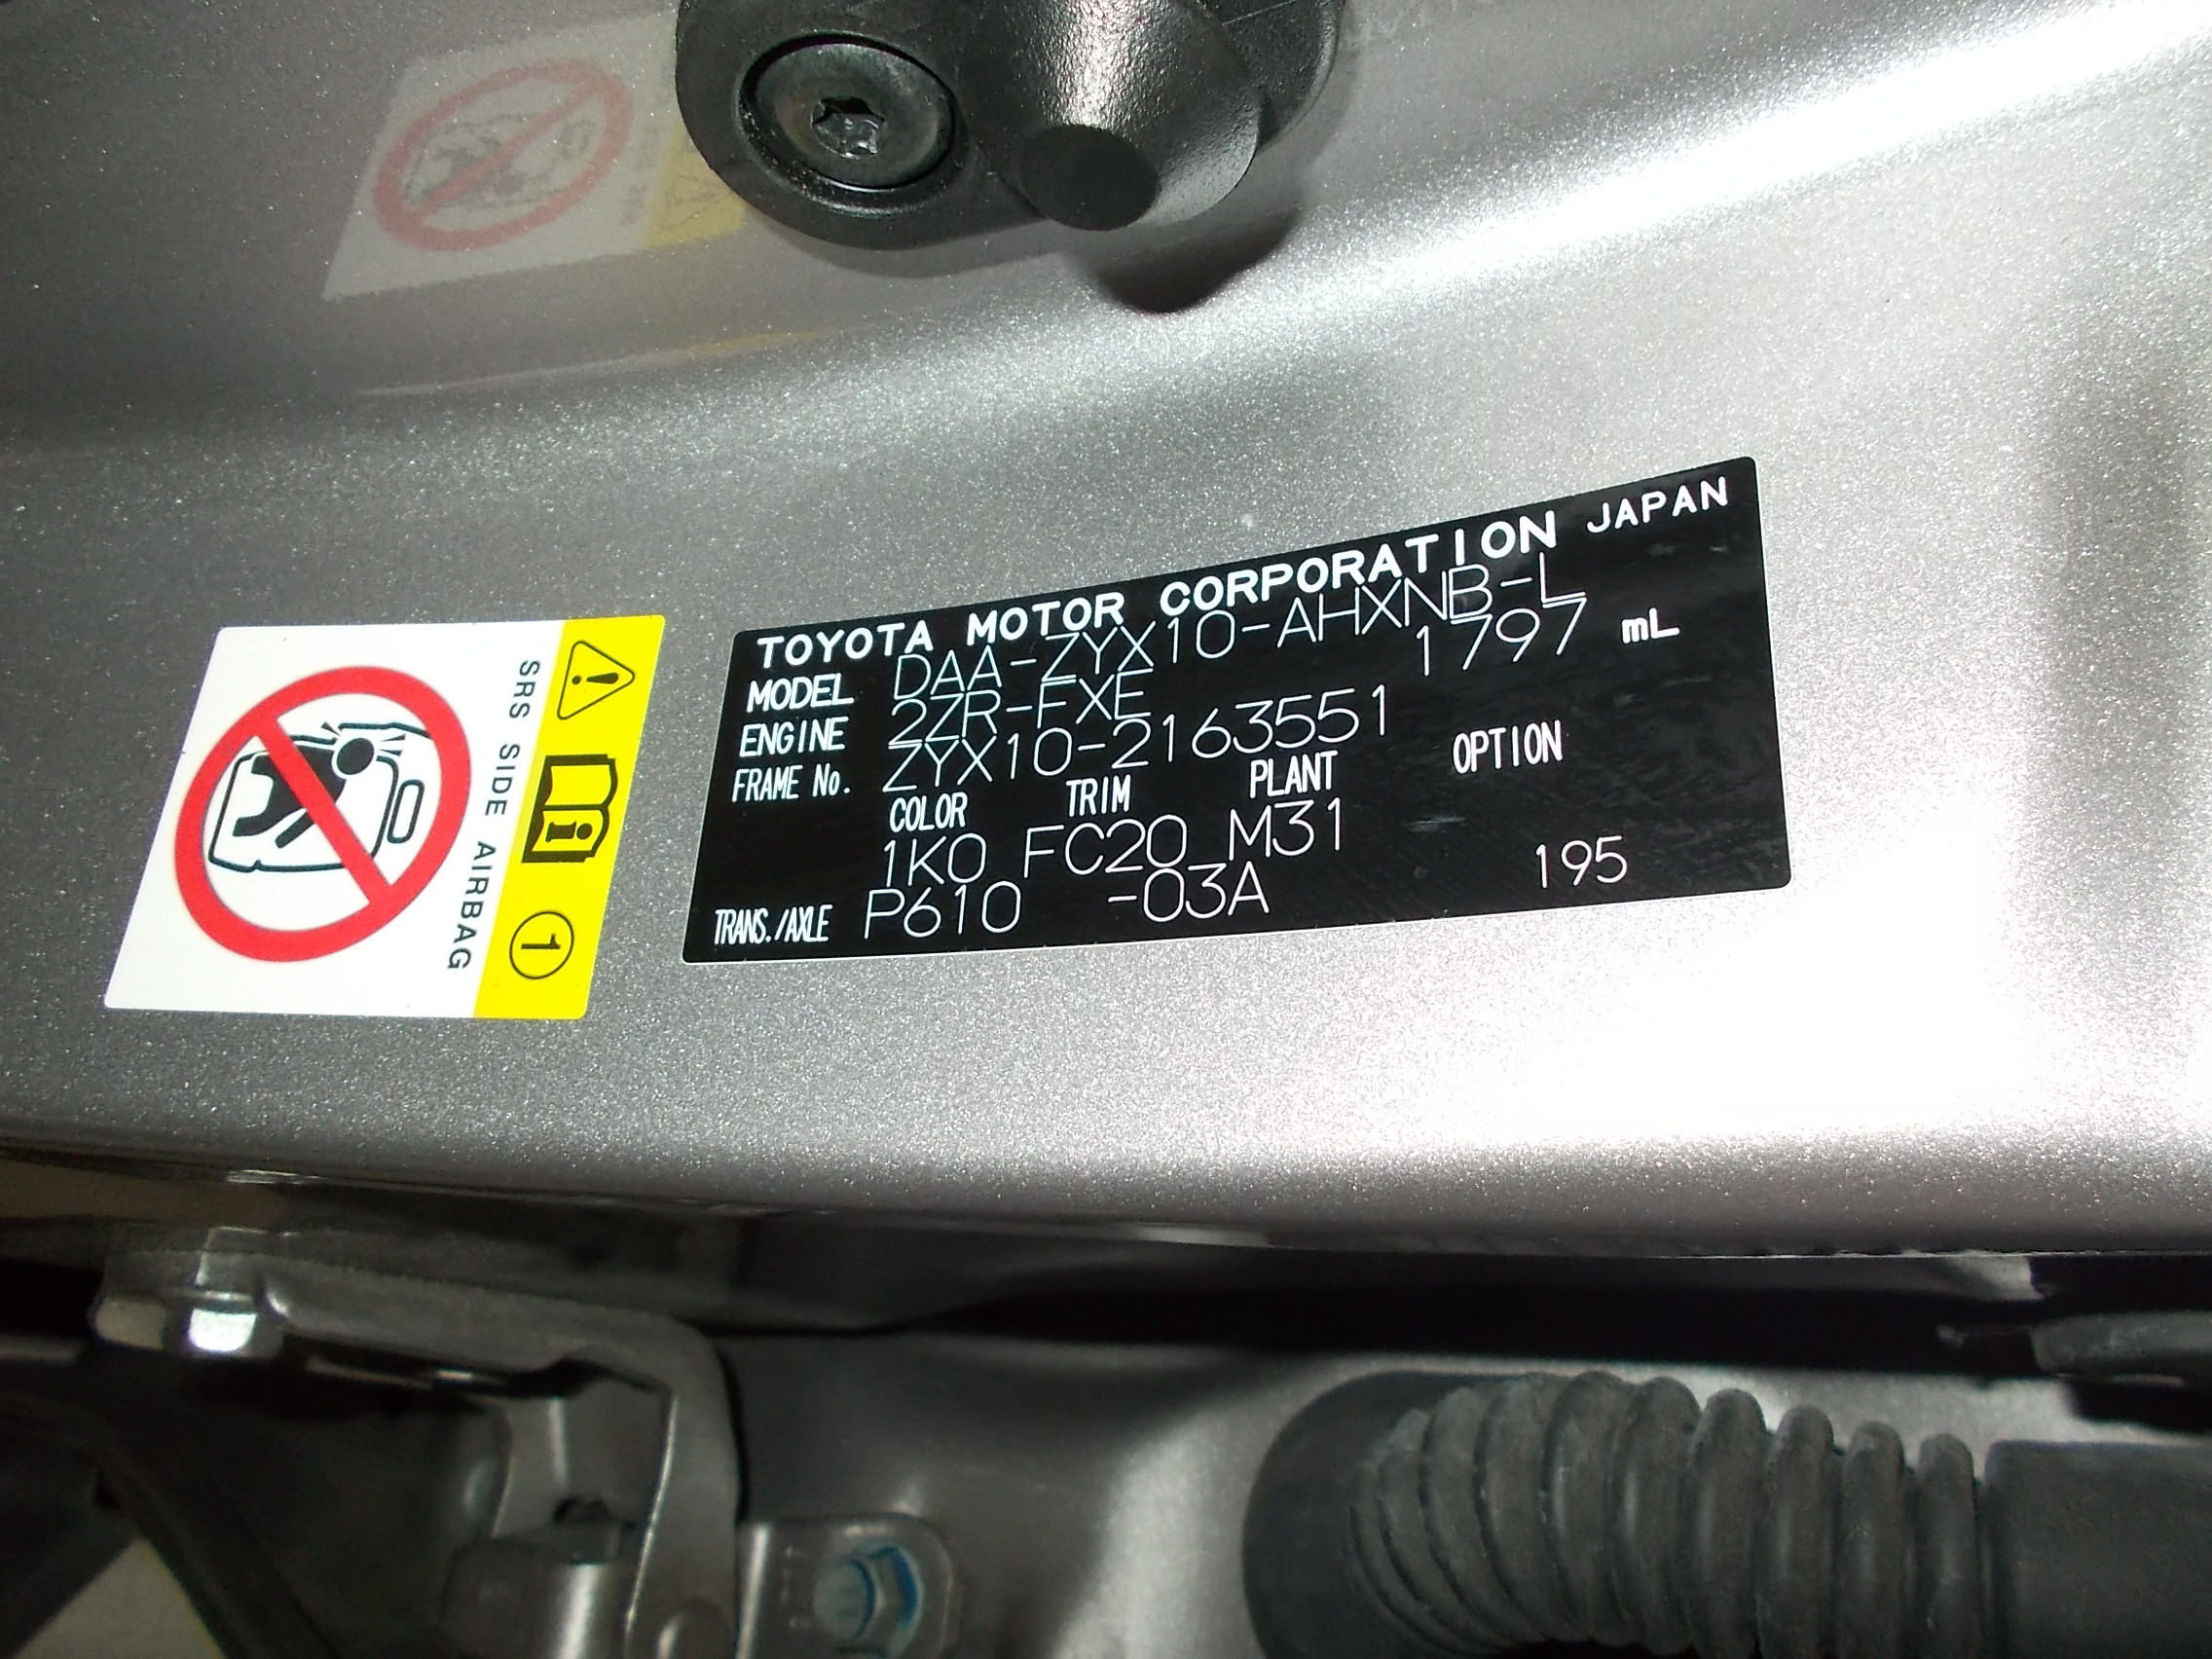 TOYOTA MOTOR CORPORATION JAPAN
MODEL DAA-ZYX10-AHXNB-L
ENGINE 2ZR-FXE 1797 mL
FRAME No. ZYX10-2163551
COLOR TRIM PLANT OPTION
1K0 FC20 M31
TRANS./AXLE P610 -03A 195
SRS SIDE AIRBAG
1